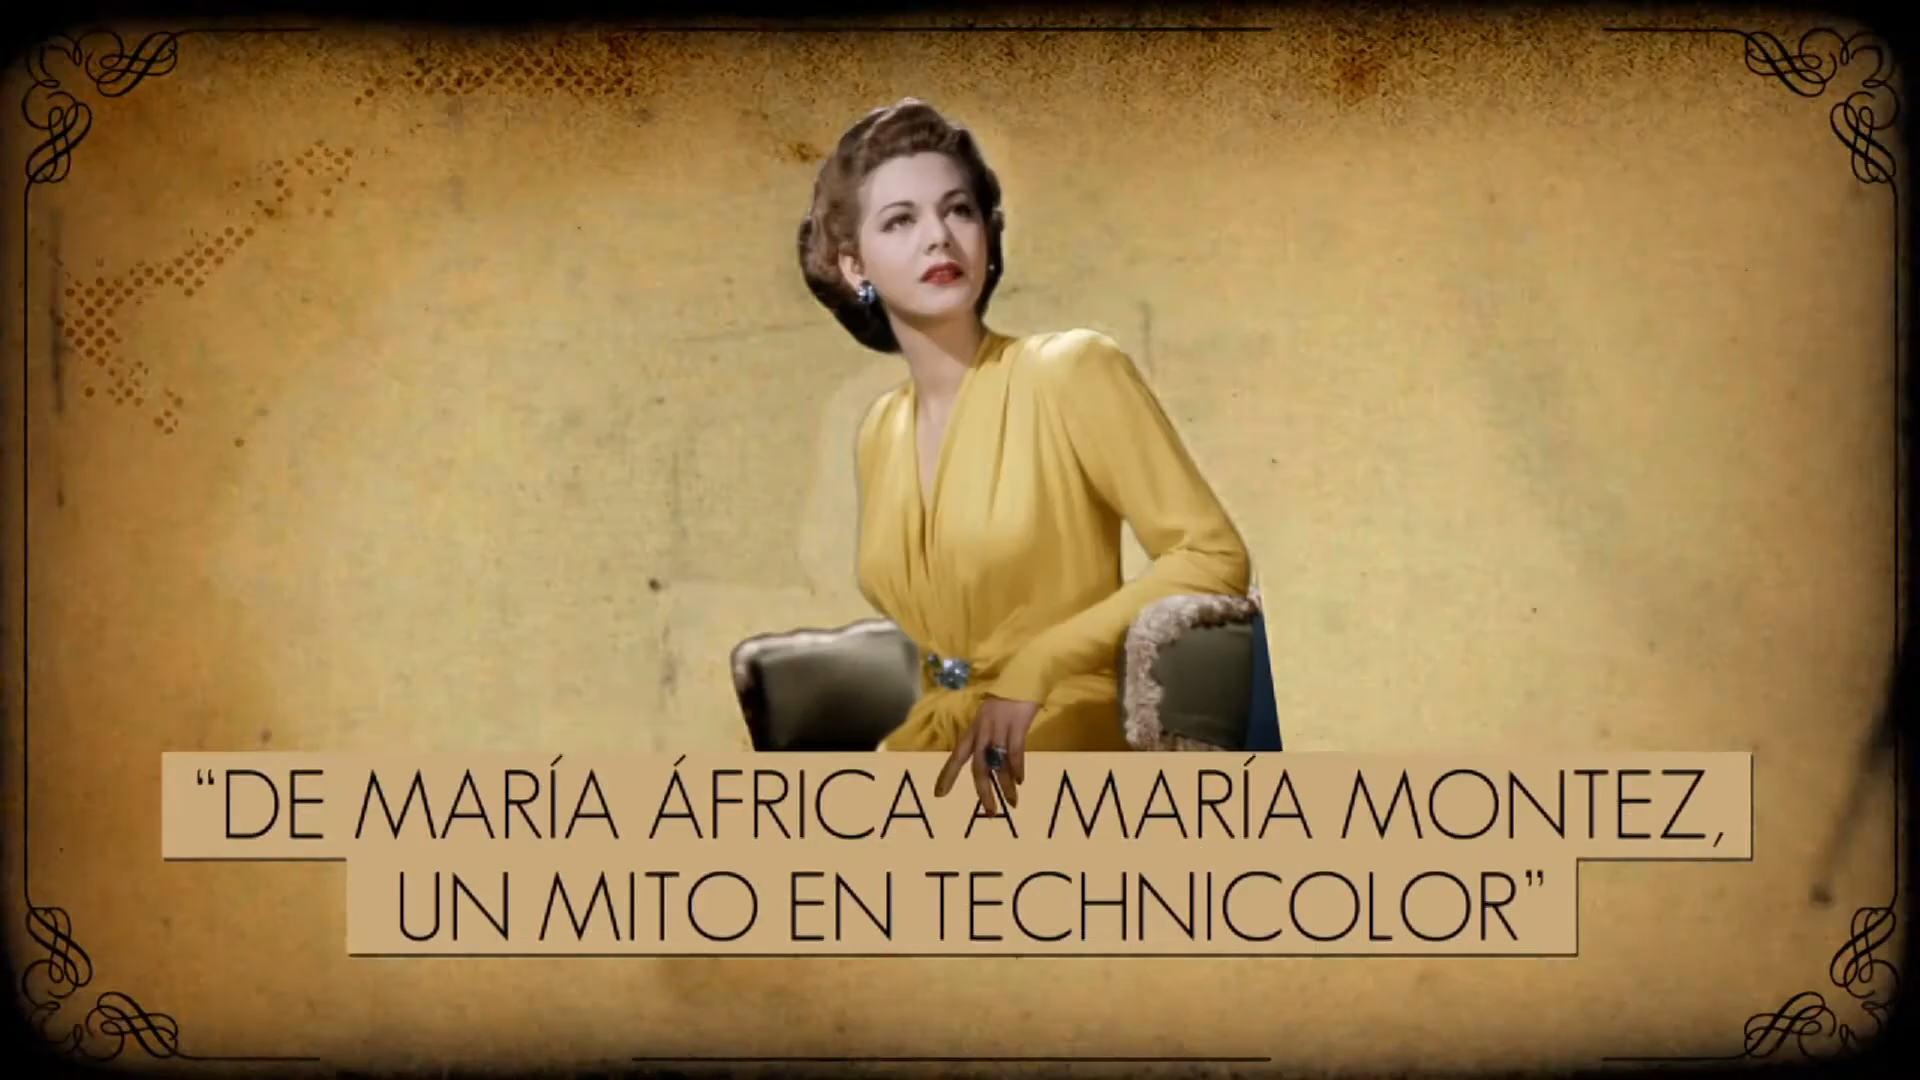 “DE MARÍA ÁFRICA A MARÍA MONTEZ,
UN MITO EN TECHNICOLOR”